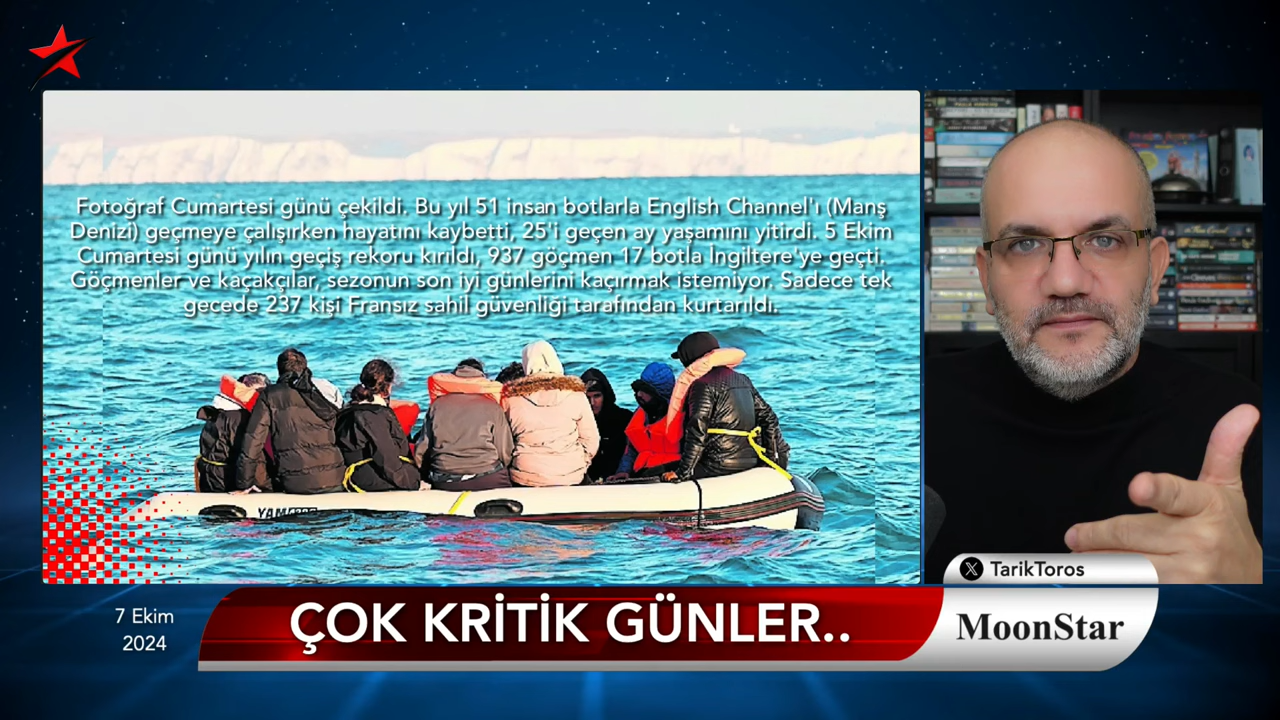 Fotoğraf Cumartesi günü çekildi. Bu yıl 51 insan botlarla English Channel'ı (Manş
Denizi) geçmeye çalışırken hayatını kaybetti, 25'i geçen ay yaşamını yitirdi. 5 Ekim
Cumartesi günü yılın geçiş rekoru kırıldı, 937 göçmen 17 botla İngiltere'ye geçti.
Göçmenler ve kaçakçılar, sezonun son iyi günlerini kaçırmak istemiyor. Sadece tek
gecede 237 kişi Fransız sahil güvenliği tarafından kurtarıldı.
X TarikToros
7 Ekim
2024
ÇOK KRİTİK GÜNLER..
MoonStar